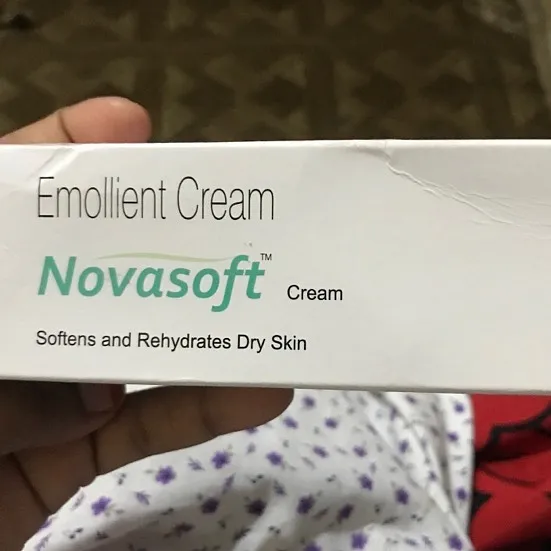 Emollient Cream
Novasoft™ Cream
Softens and Rehydrates Dry Skin